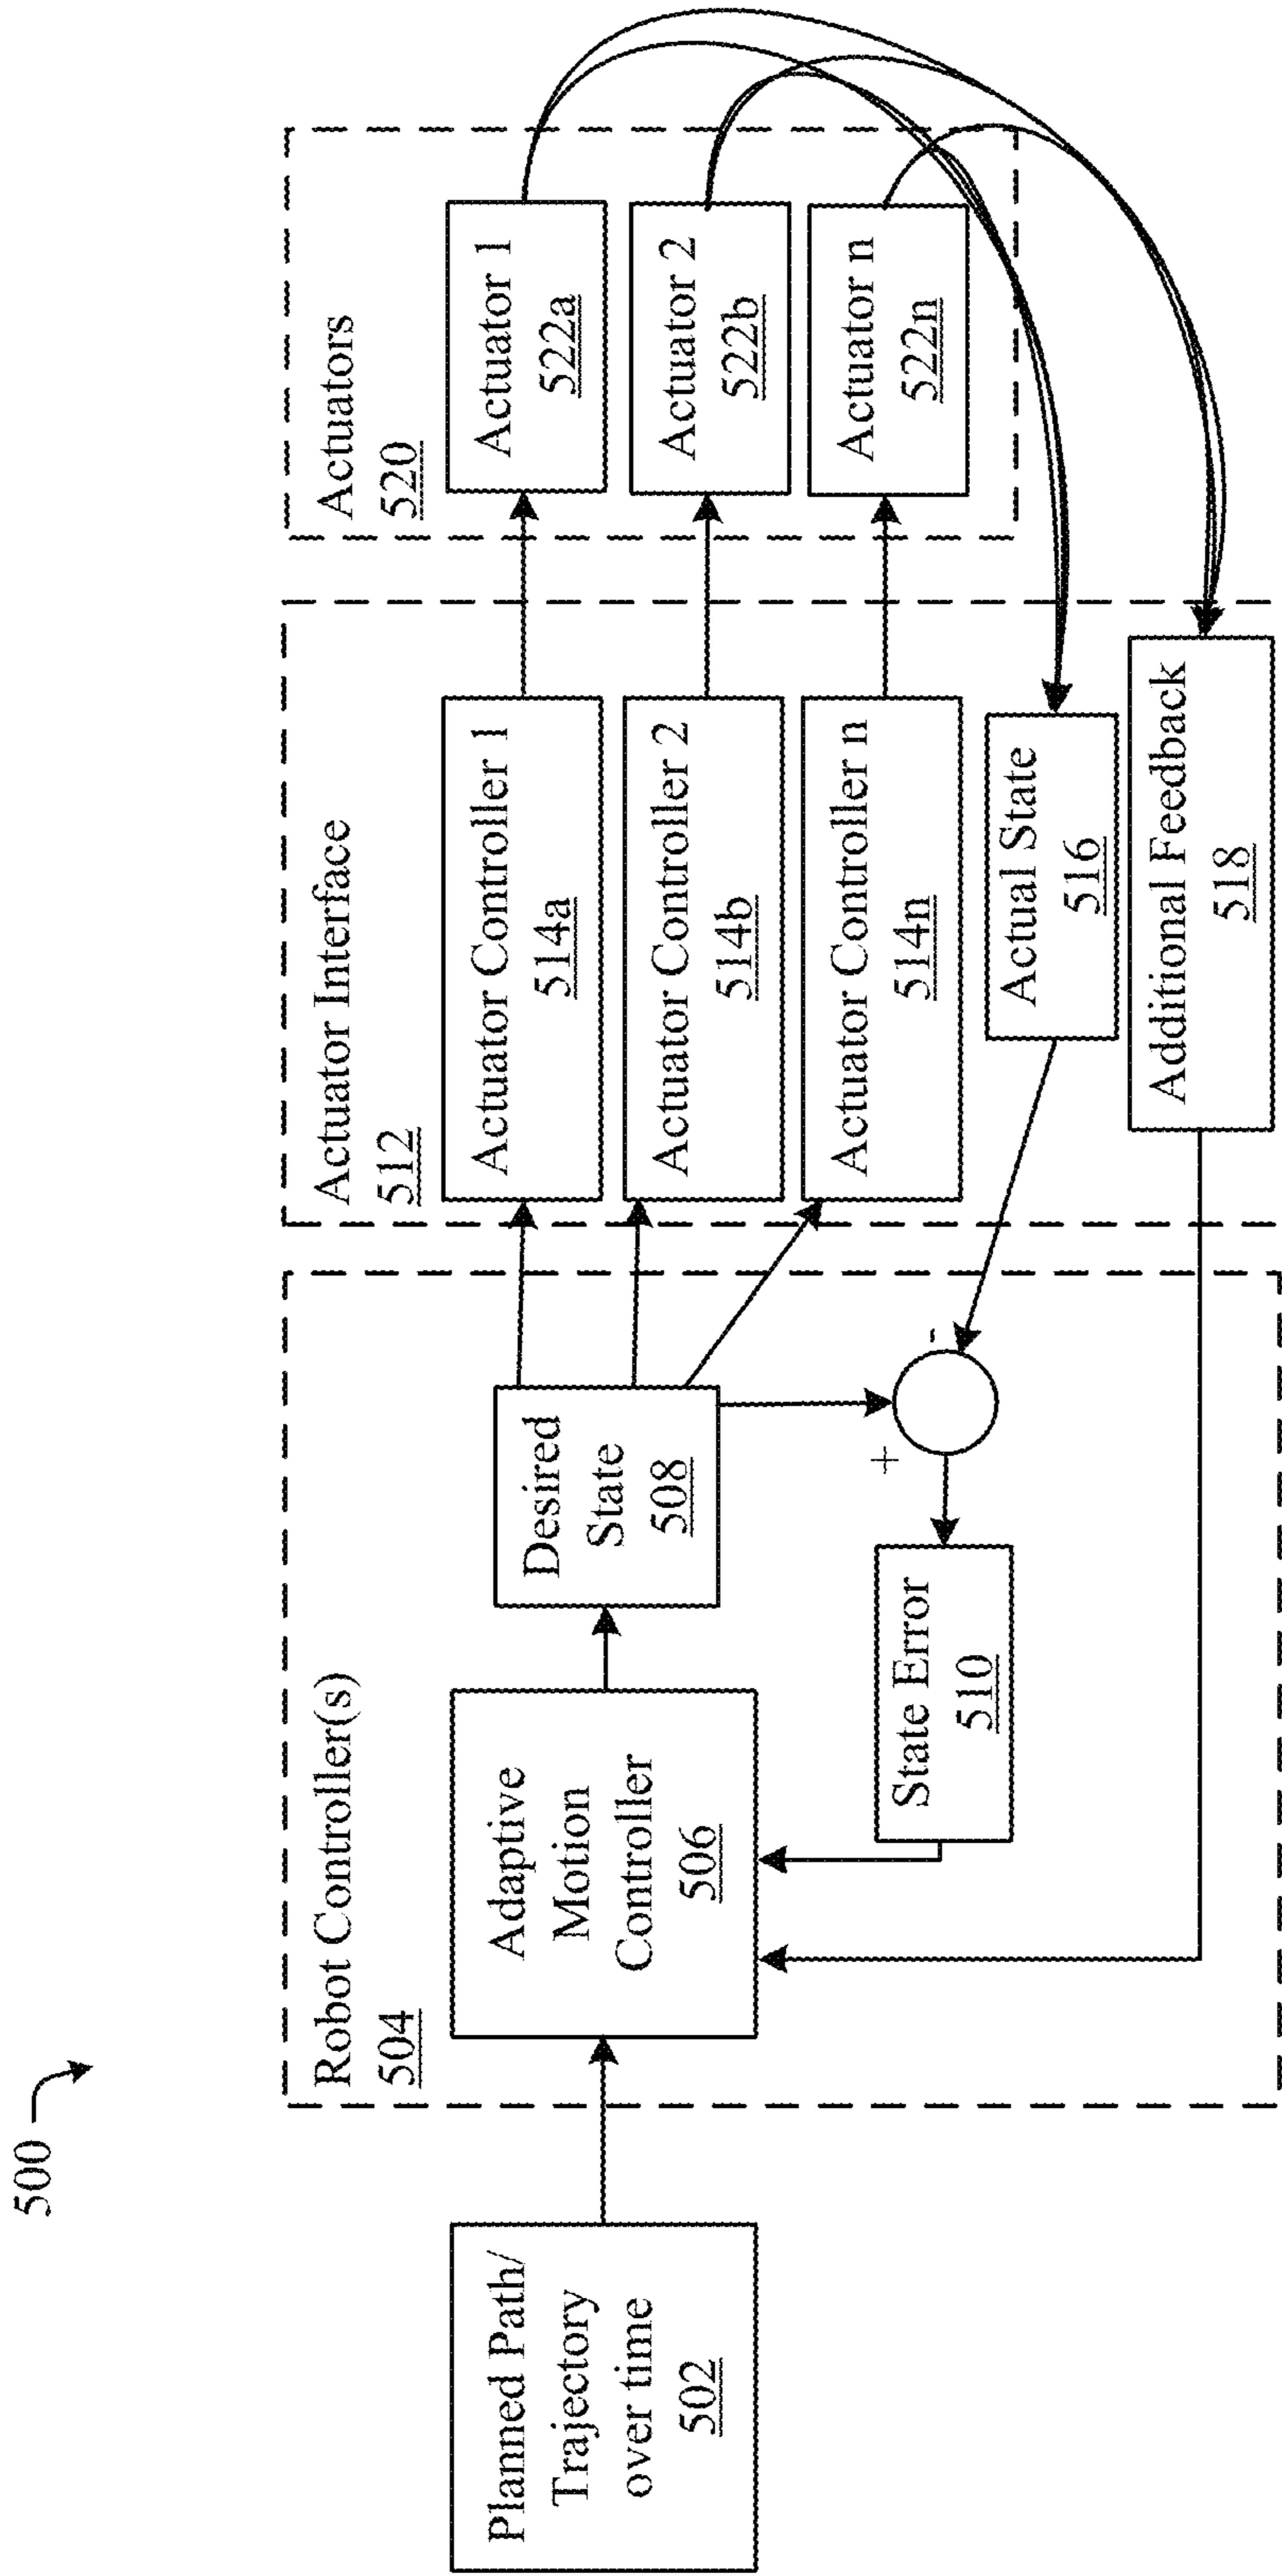 500
Planned Path/
Trajectory
over time
502
Robot Controller(s)
504
Adaptive
Motion
Controller
506
Desired
State
508
+
-
State Error
510
Actuator Interface
512
Actuator Controller 1
514a
Actuator Controller 2
514b
Actuator Controller n
514n
Actual State
516
Additional Feedback
518
Actuators
520
Actuator 1
522a
Actuator 2
522b
Actuator n
522n